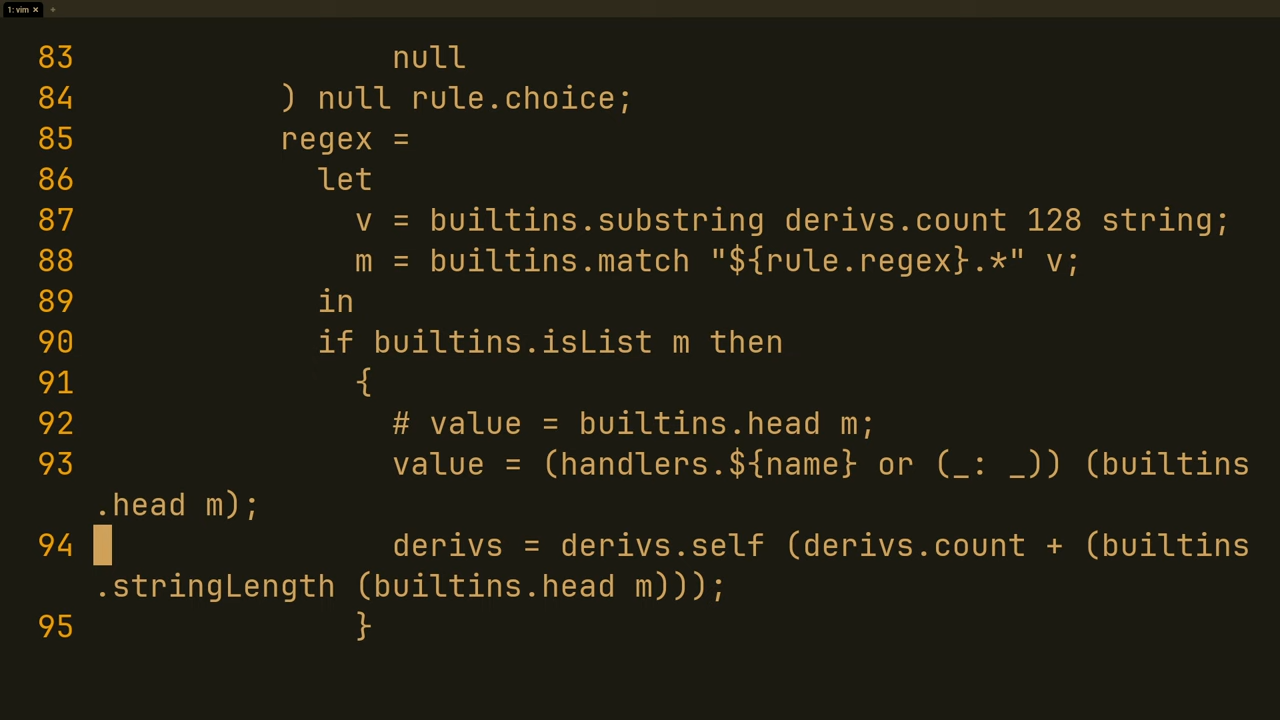 1: vim × +
83 null
84 ) null rule.choice;
85 regex =
86 let
87 v = builtins.substring derivs.count 128 string;
88 m = builtins.match "${rule.regex}.*" v;
89 in
90 if builtins.isList m then
91 {
92 # value = builtins.head m;
93 value = (handlers.${name} or (_: _)) (builtins
.head m);
94 derivs = derivs.self (derivs.count + (builtins
.stringLength (builtins.head m)));
95 }